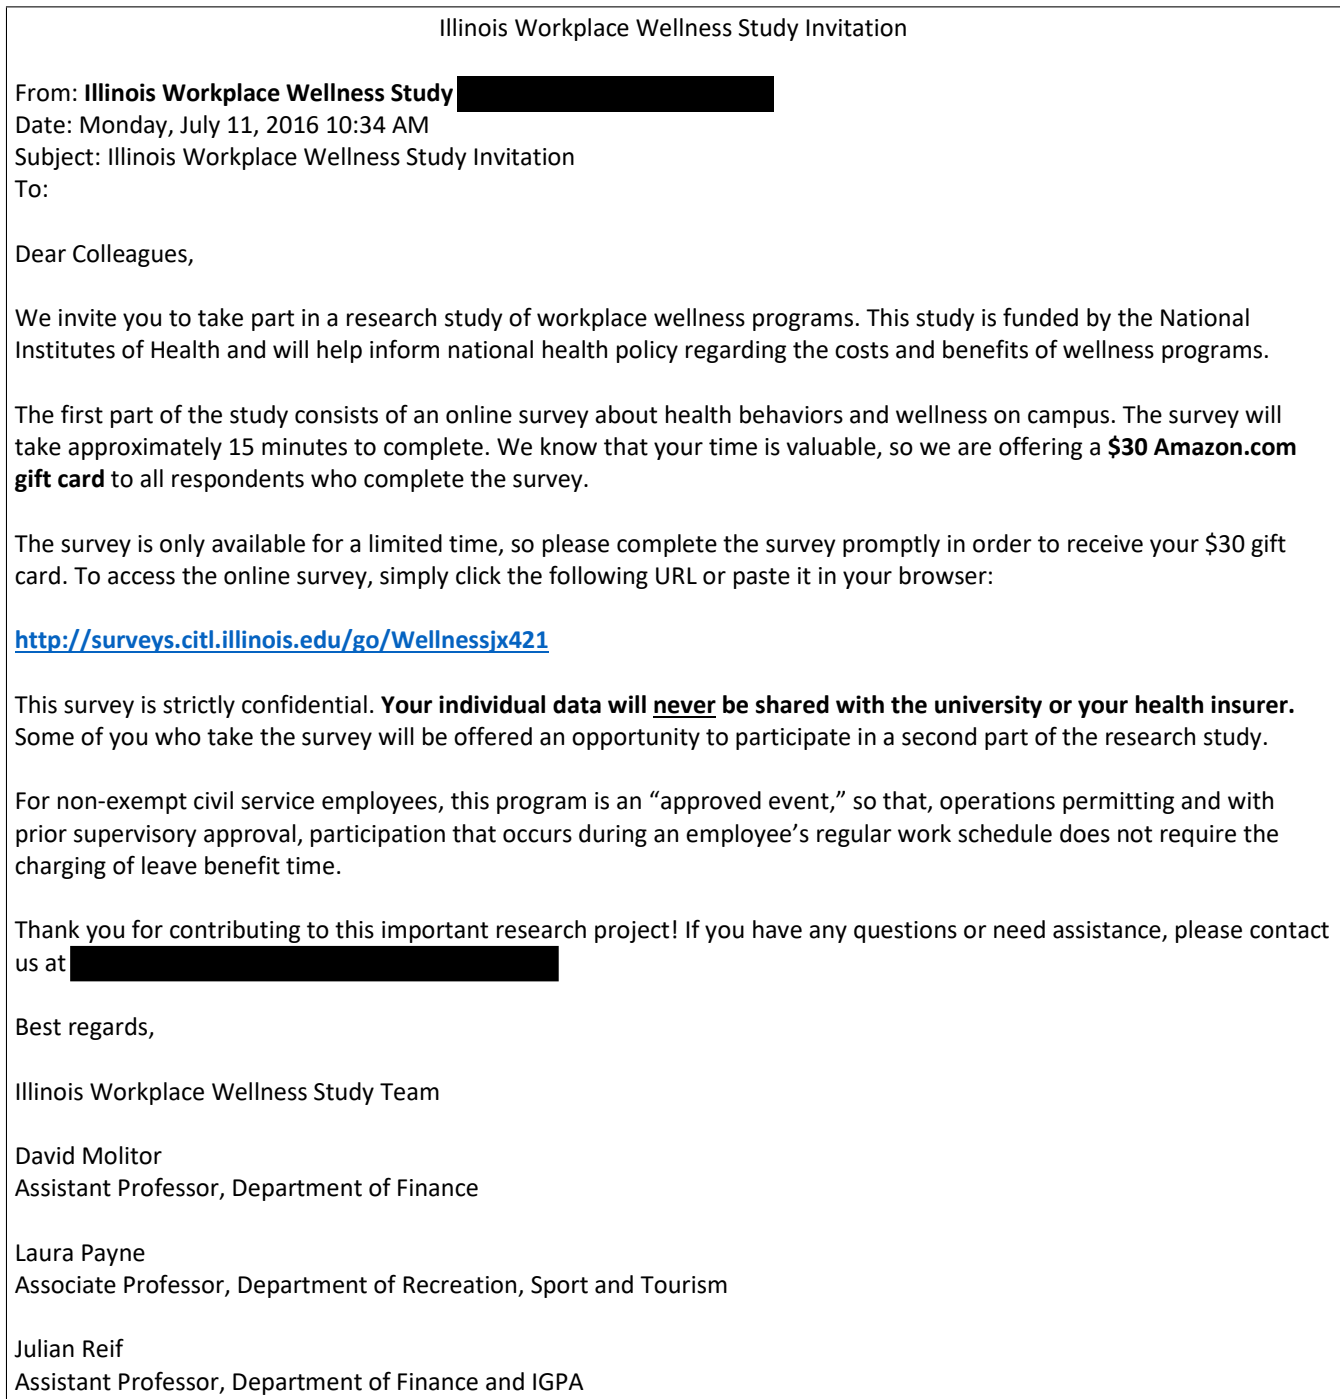 Illinois Workplace Wellness Study Invitation
From: Illinois Workplace Wellness Study
Date: Monday, July 11, 2016 10:34 AM
Subject: Illinois Workplace Wellness Study Invitation
To:
Dear Colleagues,
We invite you to take part in a research study of workplace wellness programs. This study is funded by the National
Institutes of Health and will help inform national health policy regarding the costs and benefits of wellness programs.
The first part of the study consists of an online survey about health behaviors and wellness on campus. The survey will
take approximately 15 minutes to complete. We know that your time is valuable, so we are offering a $30 Amazon.com
gift card to all respondents who complete the survey.
The survey is only available for a limited time, so please complete the survey promptly in order to receive your $30 gift
card. To access the online survey, simply click the following URL or paste it in your browser:
http://surveys.citl.illinois.edu/go/Wellnessjx421
This survey is strictly confidential. Your individual data will never be shared with the university or your health insurer.
Some of you who take the survey will be offered an opportunity to participate in a second part of the research study.
For non-exempt civil service employees, this program is an “approved event,” so that, operations permitting and with
prior supervisory approval, participation that occurs during an employee’s regular work schedule does not require the
charging of leave benefit time.
Thank you for contributing to this important research project! If you have any questions or need assistance, please contact
us at
Best regards,
Illinois Workplace Wellness Study Team
David Molitor
Assistant Professor, Department of Finance
Laura Payne
Associate Professor, Department of Recreation, Sport and Tourism
Julian Reif
Assistant Professor, Department of Finance and IGPA